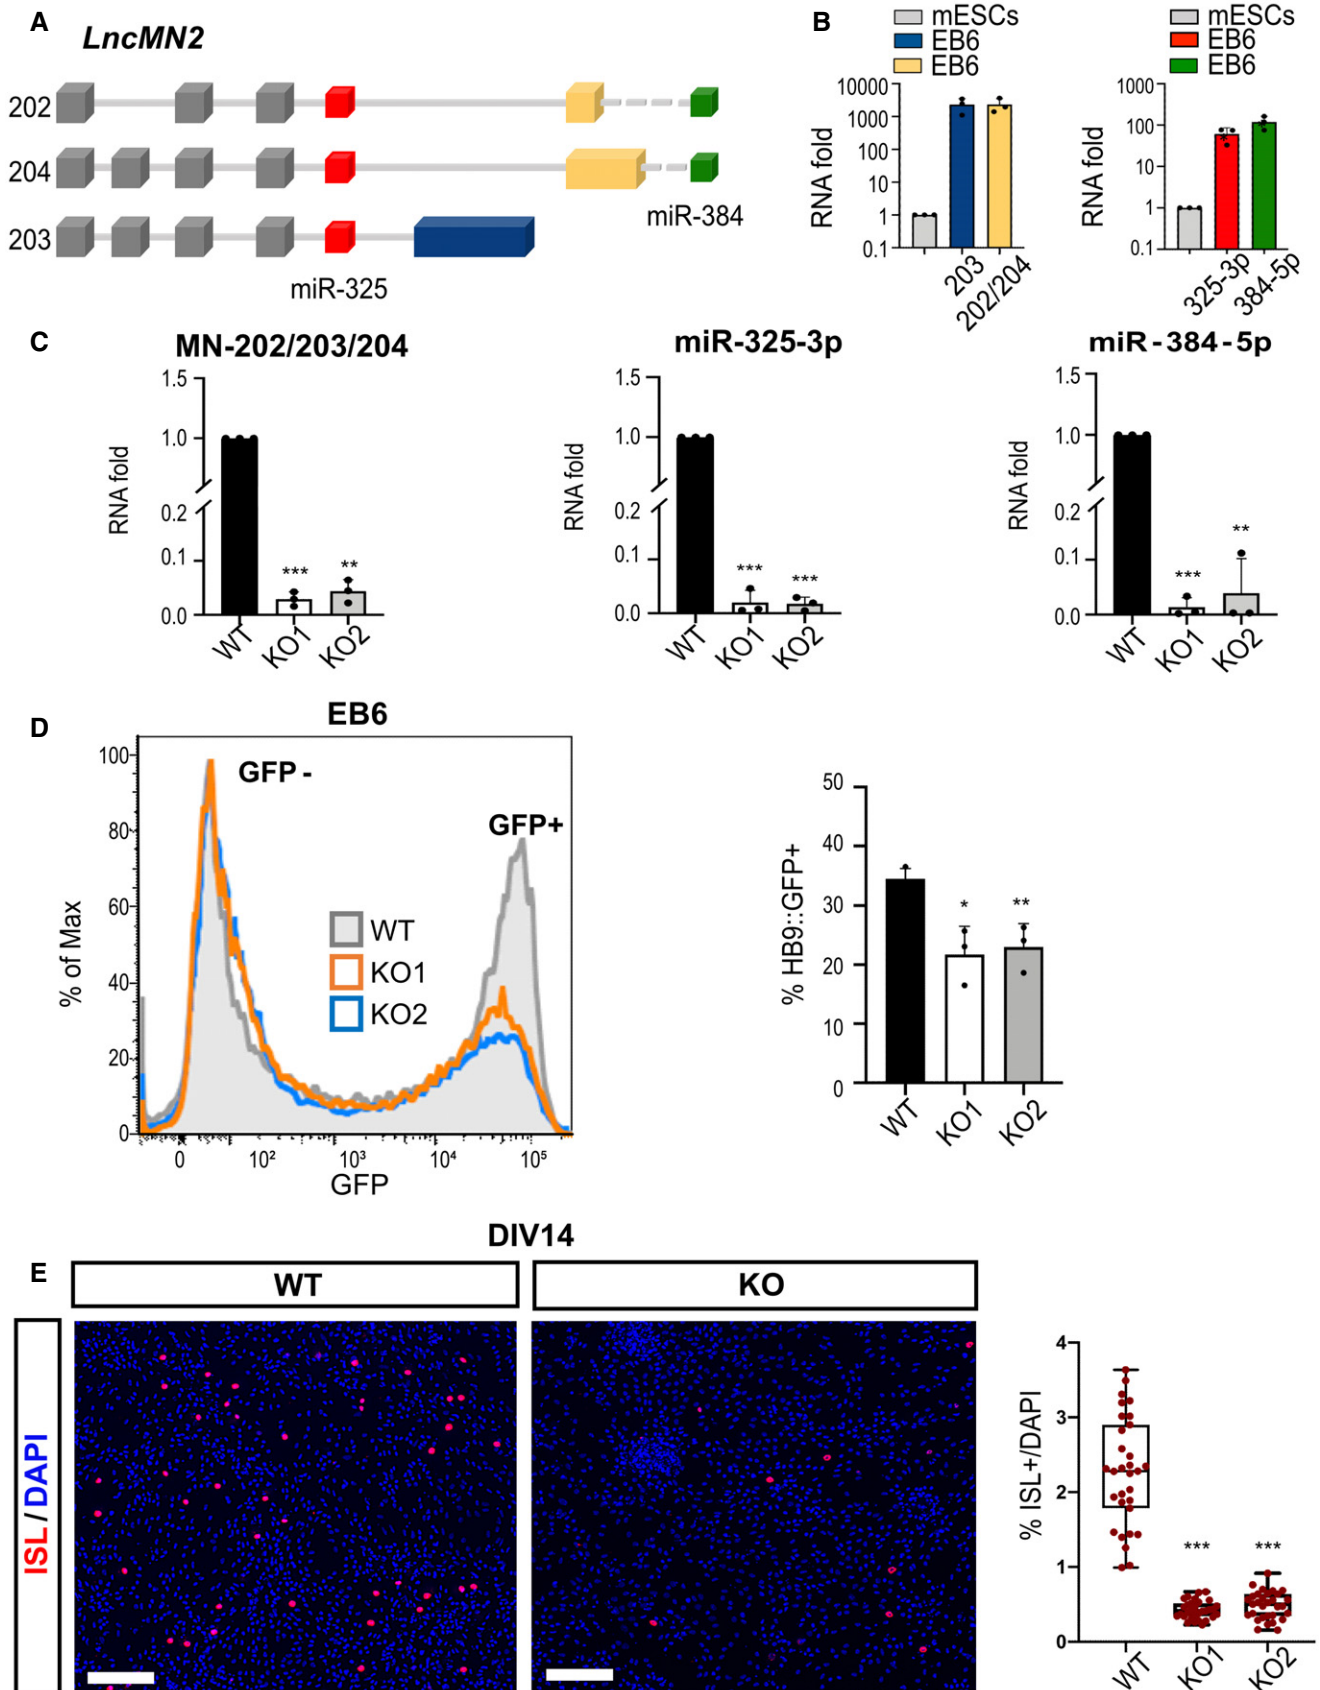 A
LncMN2
202
204
miR-384
203
miR-325
B
mESCs
EB6
EB6
RNA fold
10000
1000
100
10
1
0.1
203
202/204
mESCs
EB6
EB6
RNA fold
1000
100
10
1
0.1
325-3p
384-5p
C
MN-202/203/204
RNA fold
1.5
1.0
0.2
0.1
0.0
*** **
WT KO1 KO2
miR-325-3p
RNA fold
1.5
1.0
0.2
0.1
0.0
*** ***
WT KO1 KO2
miR-384-5p
RNA fold
1.5
1.0
0.2
0.1
0.0
*** **
WT KO1 KO2
D
EB6
% of Max
100
80
60
40
20
0
GFP -
GFP+
WT
KO1
KO2
0 10² 10³ 10⁴ 10⁵
GFP
% HB9::GFP+
50
40
30
20
10
0
* **
WT KO1 KO2
DIV14
E
WT
KO
ISL/DAPI
% ISL+/DAPI
4
3
2
1
0
*** ***
WT KO1 KO2